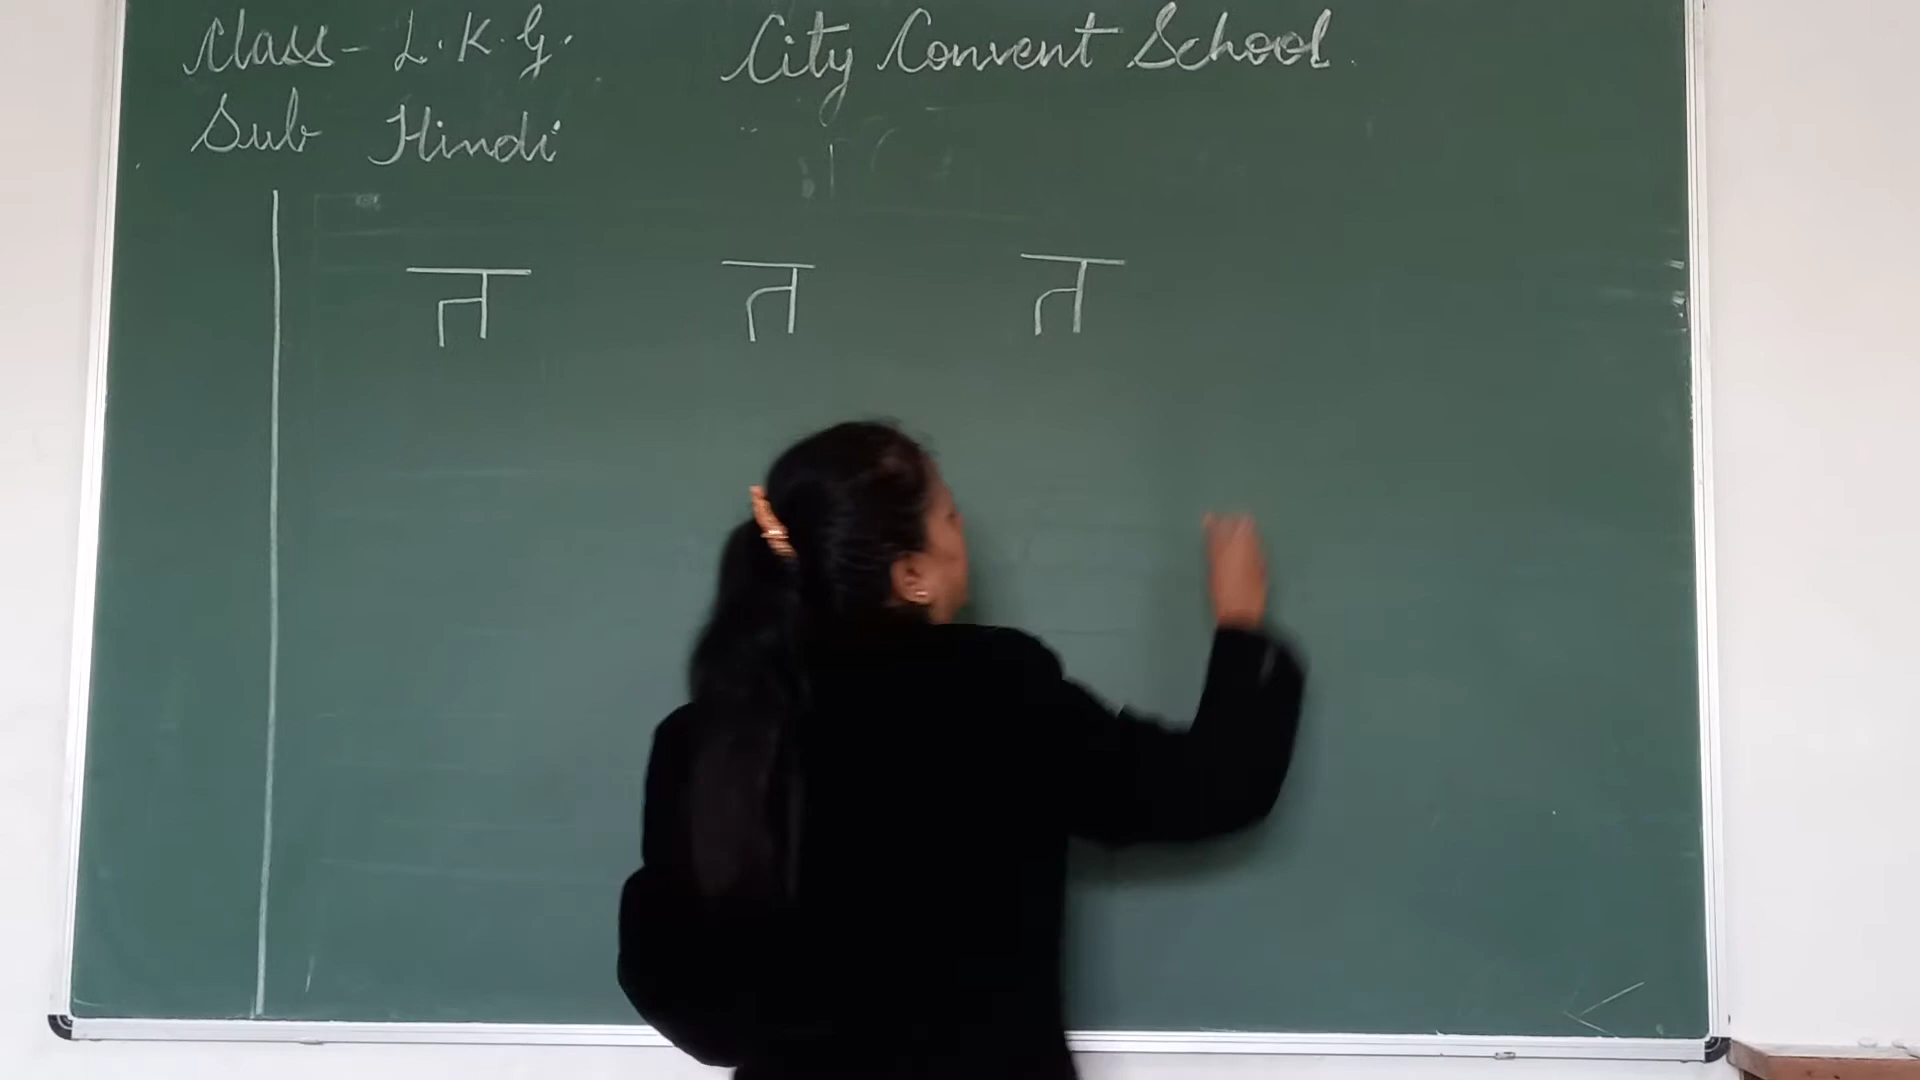 Class - L.K.G. City Convent School
Sub Hindi
त त त